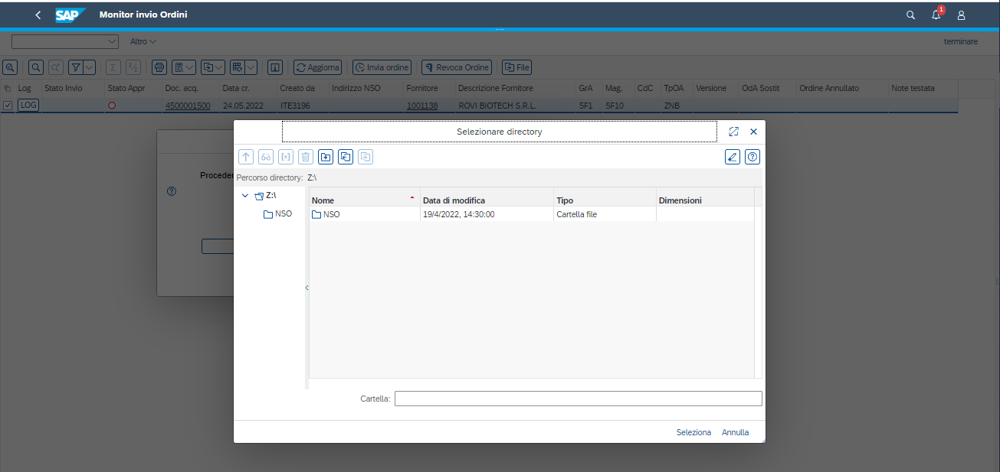 SAP Monitor invio Ordini 1
Altro terminare
Aggiorna Invia ordine Revoca Ordine File
Log Stato Invio Stato Appr Doc. acq. Data cr. Creato da Indirizzo NSO Fornitore Descrizione Fornitore GrA Mag. CdC TpOA Versione OdA Sostit Ordine Annullato Note testata
LOG 4500001500 24.05.2022 ITE3196 1001138 ROVI BIOTECH S.R.L. 5F1 5F10 ZNB
Selezionare directory
Percorso directory: Z:\
Z:\
NSO
Nome Data di modifica Tipo Dimensioni
NSO 19/4/2022, 14:30:00 Cartella file
Cartella:
Seleziona Annulla